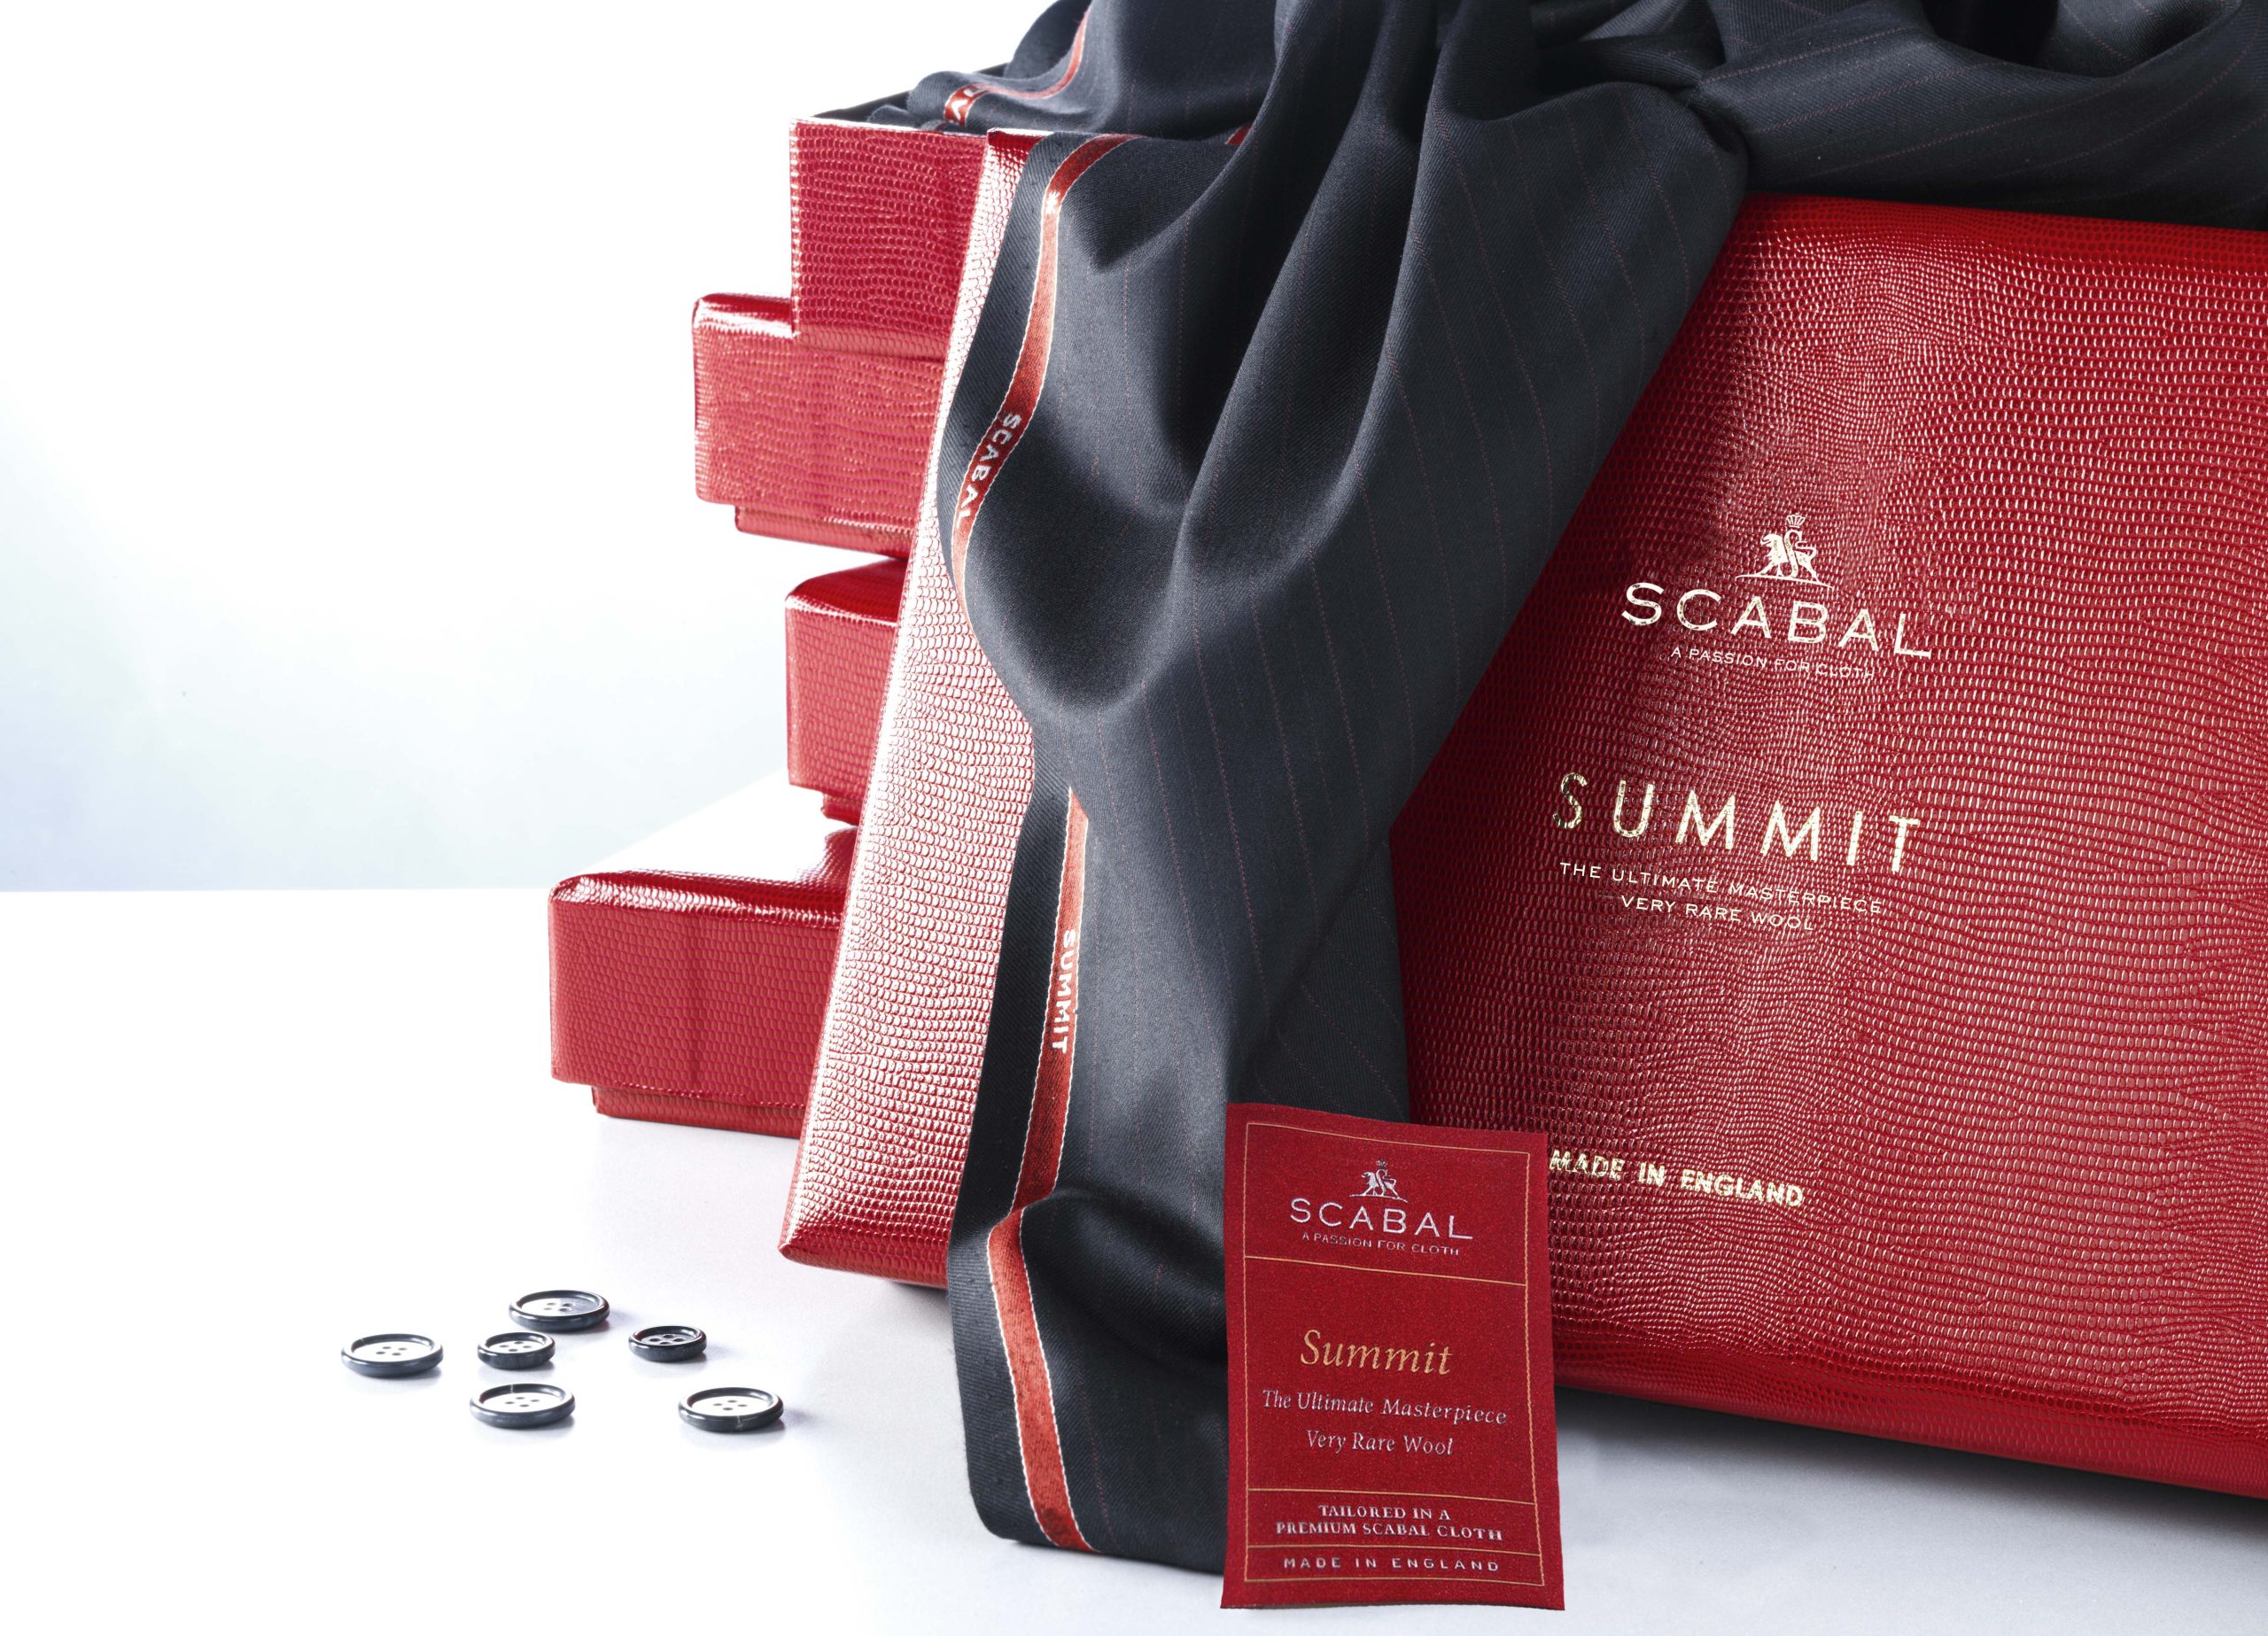 SCABAL
SUMMIT
SCABAL
A PASSION FOR CLOTH
SUMMIT
THE ULTIMATE MASTERPIECE
VERY RARE WOOL
MADE IN ENGLAND
SCABAL
A PASSION FOR CLOTH
Summit
The Ultimate Masterpiece
Very Rare Wool
TAILORED IN A
PREMIUM SCABAL CLOTH
MADE IN ENGLAND